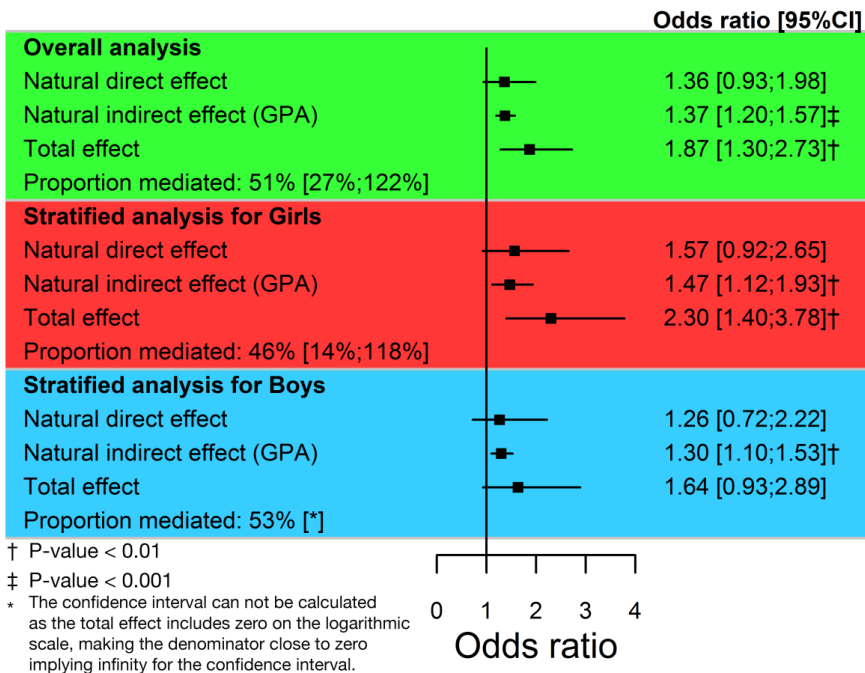 Odds ratio [95%CI]
Overall analysis
Natural direct effect 1.36 [0.93;1.98]
Natural indirect effect (GPA) 1.37 [1.20;1.57]‡
Total effect 1.87 [1.30;2.73]†
Proportion mediated: 51% [27%;122%]
Stratified analysis for Girls
Natural direct effect 1.57 [0.92;2.65]
Natural indirect effect (GPA) 1.47 [1.12;1.93]†
Total effect 2.30 [1.40;3.78]†
Proportion mediated: 46% [14%;118%]
Stratified analysis for Boys
Natural direct effect 1.26 [0.72;2.22]
Natural indirect effect (GPA) 1.30 [1.10;1.53]†
Total effect 1.64 [0.93;2.89]
Proportion mediated: 53% [*]
† P-value < 0.01
‡ P-value < 0.001
* The confidence interval can not be calculated
as the total effect includes zero on the logarithmic
scale, making the denominator close to zero
implying infinity for the confidence interval.
0 1 2 3 4
Odds ratio